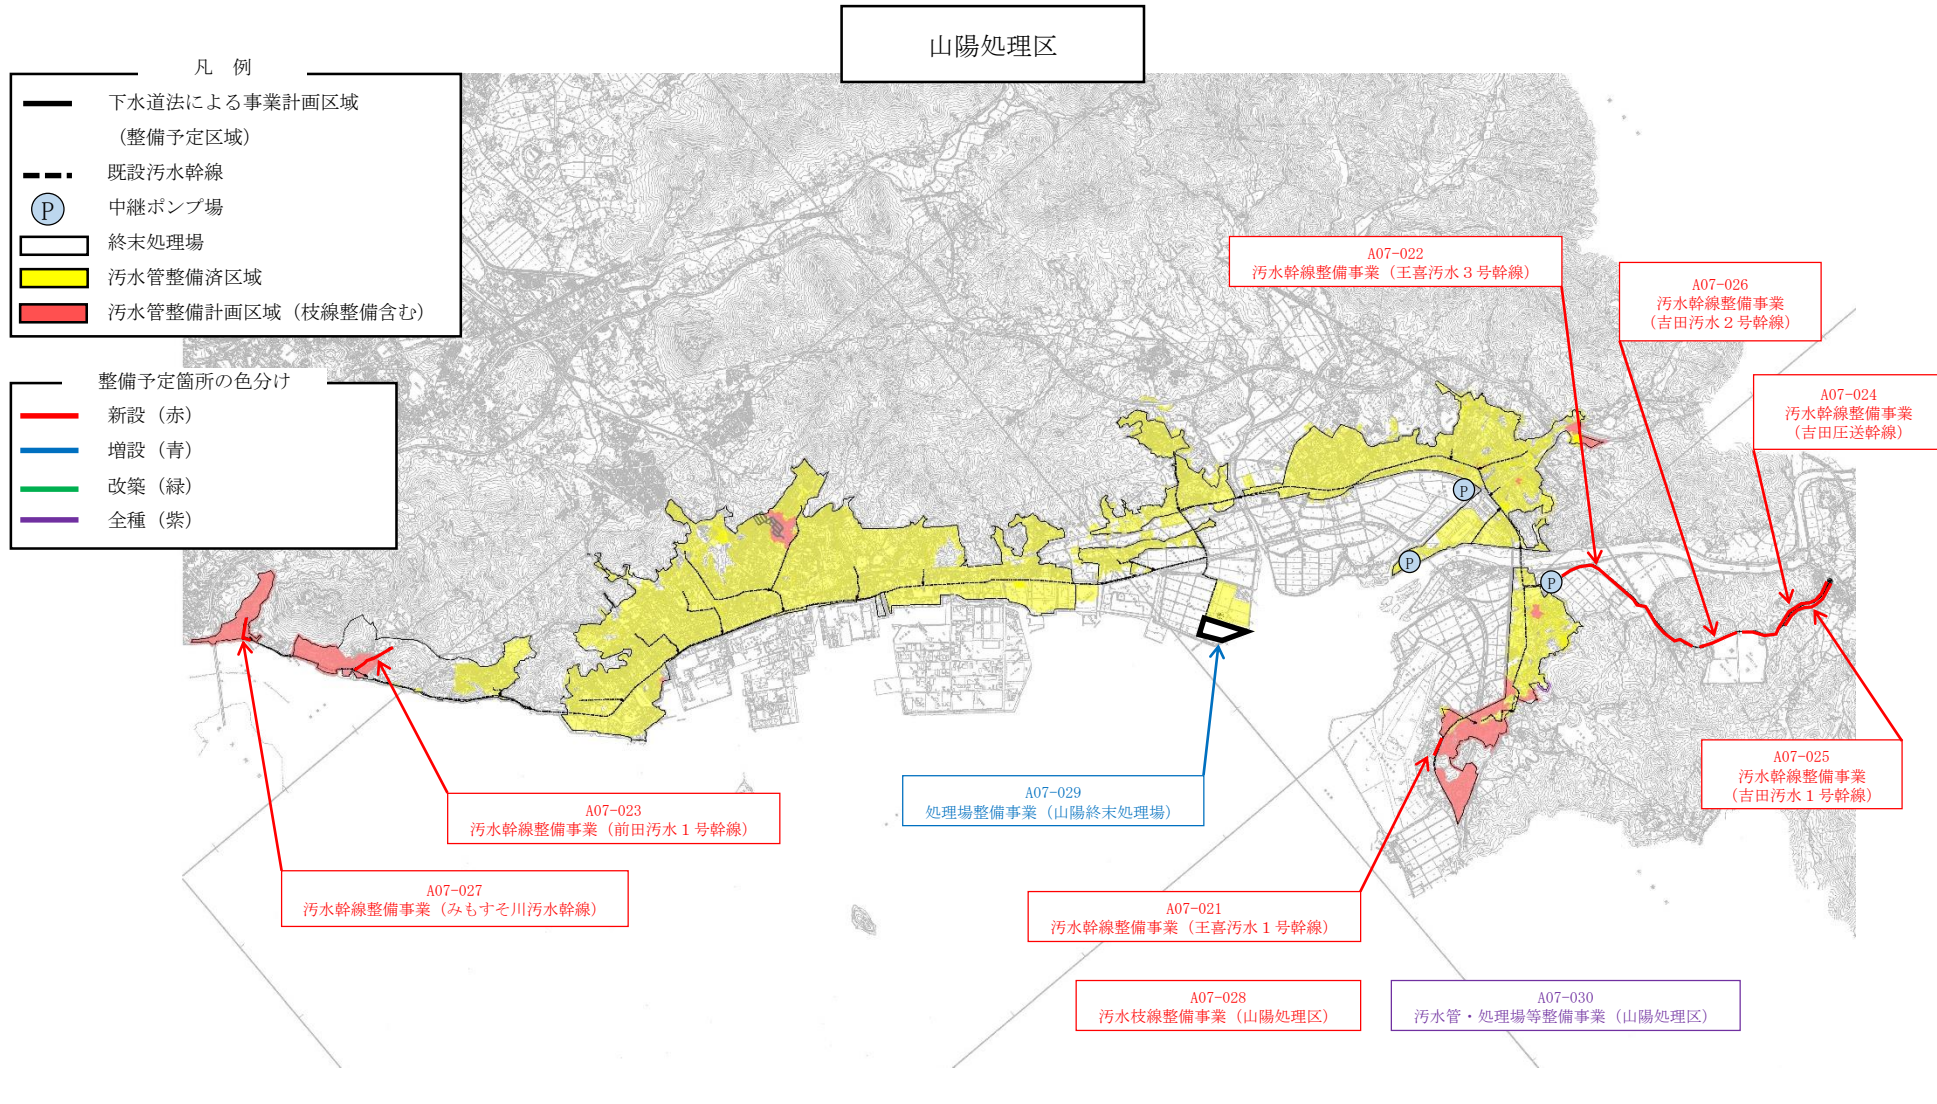 山陽処理区
凡　例
下水道法による事業計画区域
（整備予定区域）
既設汚水幹線
P
中継ポンプ場
終末処理場
汚水管整備済区域
汚水管整備計画区域（枝線整備含む）
整備予定箇所の色分け
新設（赤）
増設（青）
改築（緑）
全種（紫）
A07-022
汚水幹線整備事業（王喜汚水３号幹線）
A07-026
汚水幹線整備事業
（吉田汚水２号幹線）
A07-024
汚水幹線整備事業
（吉田圧送幹線）
P
P
P
A07-025
汚水幹線整備事業
（吉田汚水１号幹線）
A07-029
処理場整備事業（山陽終末処理場）
A07-023
汚水幹線整備事業（前田汚水１号幹線）
A07-027
汚水幹線整備事業（みもすそ川汚水幹線）
A07-021
汚水幹線整備事業（王喜汚水１号幹線）
A07-028
汚水枝線整備事業（山陽処理区）
A07-030
汚水管・処理場等整備事業（山陽処理区）